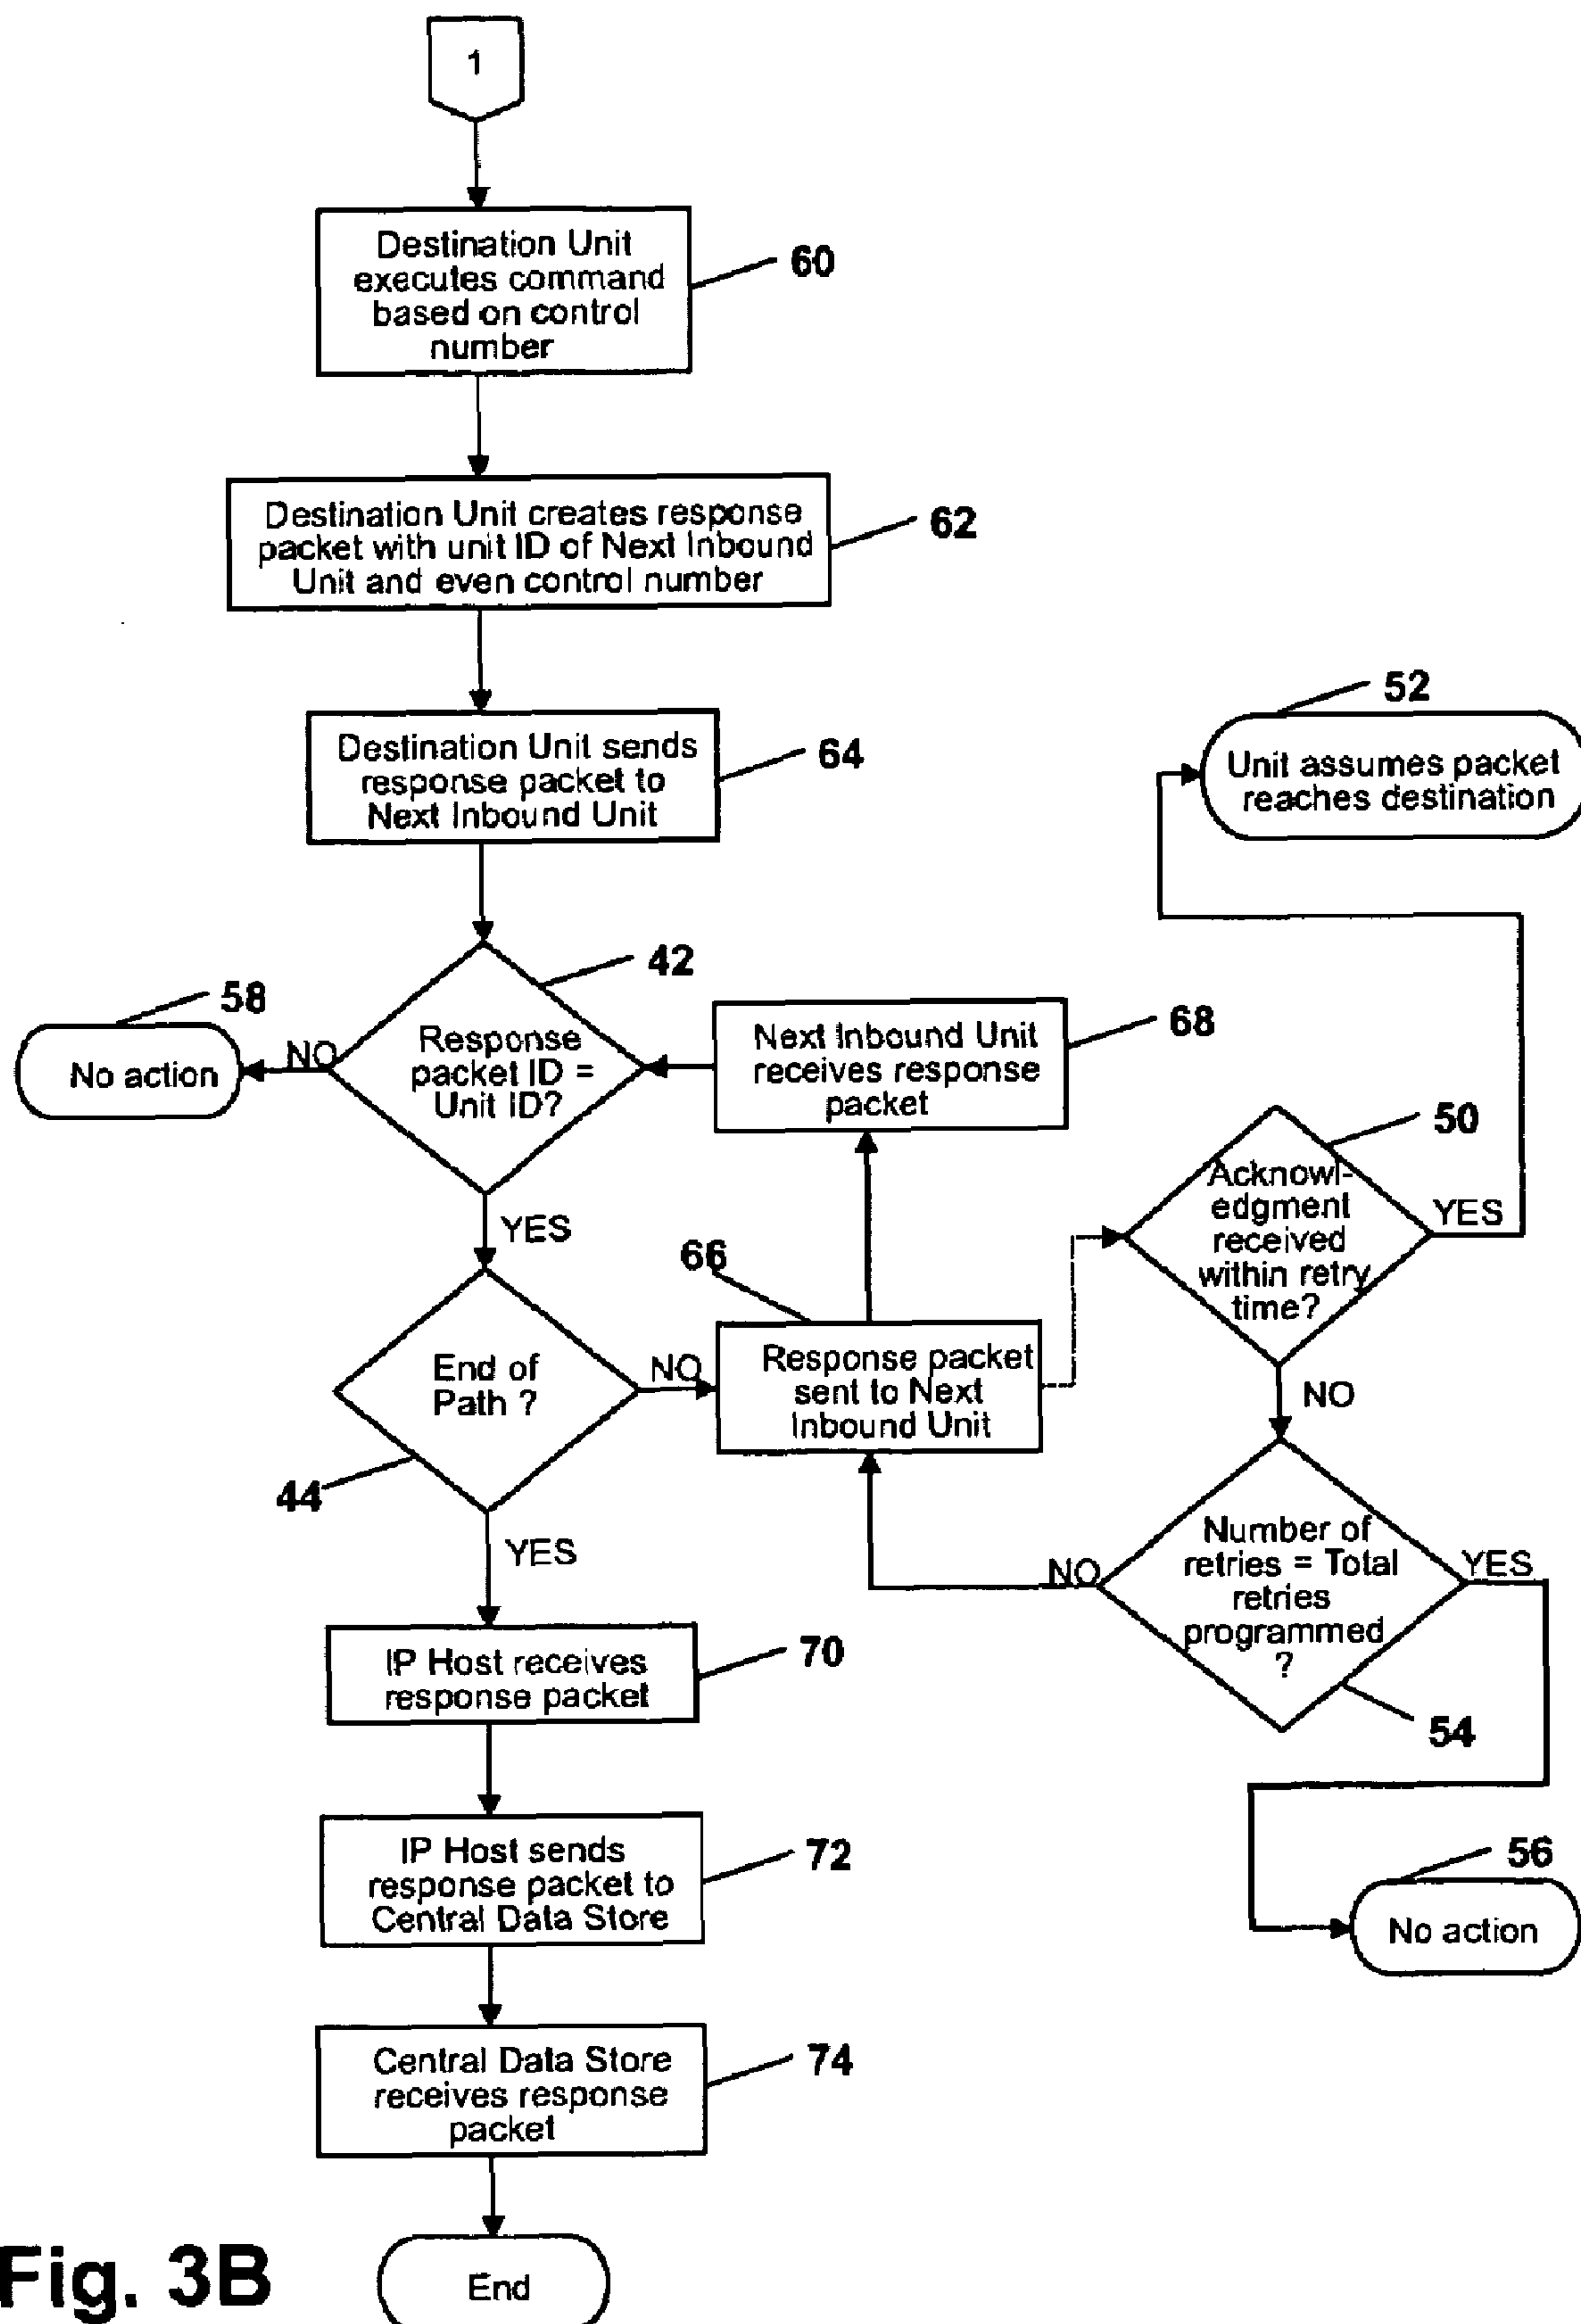 1
Destination Unit
executes command
based on control
number
60
Destination Unit creates response
packet with unit ID of Next Inbound
Unit and even control number
62
Destination Unit sends
response packet to
Next Inbound Unit
64
52
Unit assumes packet
reaches destination
42
Response
packet ID =
Unit ID?
58
NO
No action
Next Inbound Unit
receives response
packet
68
50
Acknowl-
edgment
received
within retry
time?
YES
YES
66
End of
Path ?
NO
Response packet
sent to Next
Inbound Unit
NO
44
YES
Number of
retries = Total
retries
programmed
?
NO
YES
54
IP Host receives
response packet
70
IP Host sends
response packet to
Central Data Store
72
56
No action
Central Data Store
receives response
packet
74
End
Fig. 3B